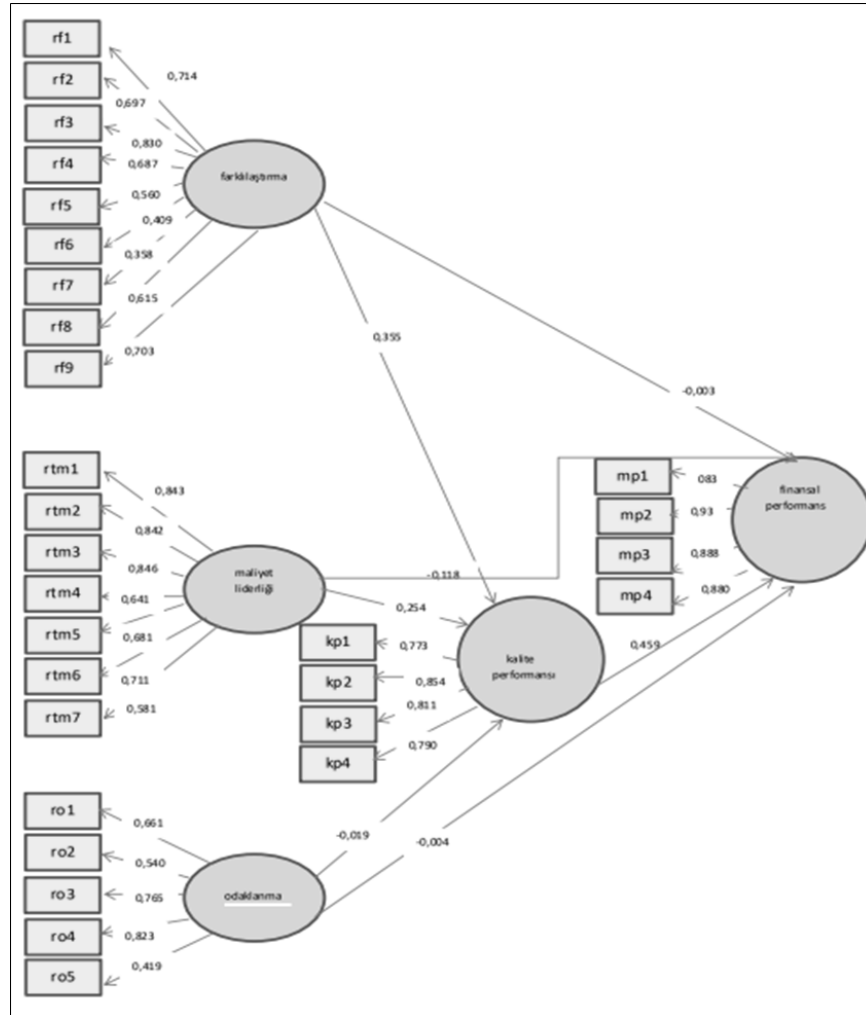 rf1
0,714
rf2
0,697
rf3
0,830
rf4
0,687
farklılaştırma
rf5
0,560
rf6
0,409
rf7
0,358
rf8
0,615
rf9
0,703
0,355
-0,003
rtm1
0,843
rtm2
0,842
rtm3
0,846
rtm4
0,641
rtm5
0,681
rtm6
0,711
rtm7
0,581
maliyet
liderliği
-0,118
0,254
mp1
083
mp2
0,93
mp3
0,888
mp4
0,880
finansal
performans
kp1
0,773
kp2
0,854
kp3
0,811
kp4
0,790
kalite
performansı
0,459
ro1
0,661
ro2
0,540
ro3
0,765
ro4
0,823
ro5
0,419
odaklanma
-0,019
-0,004